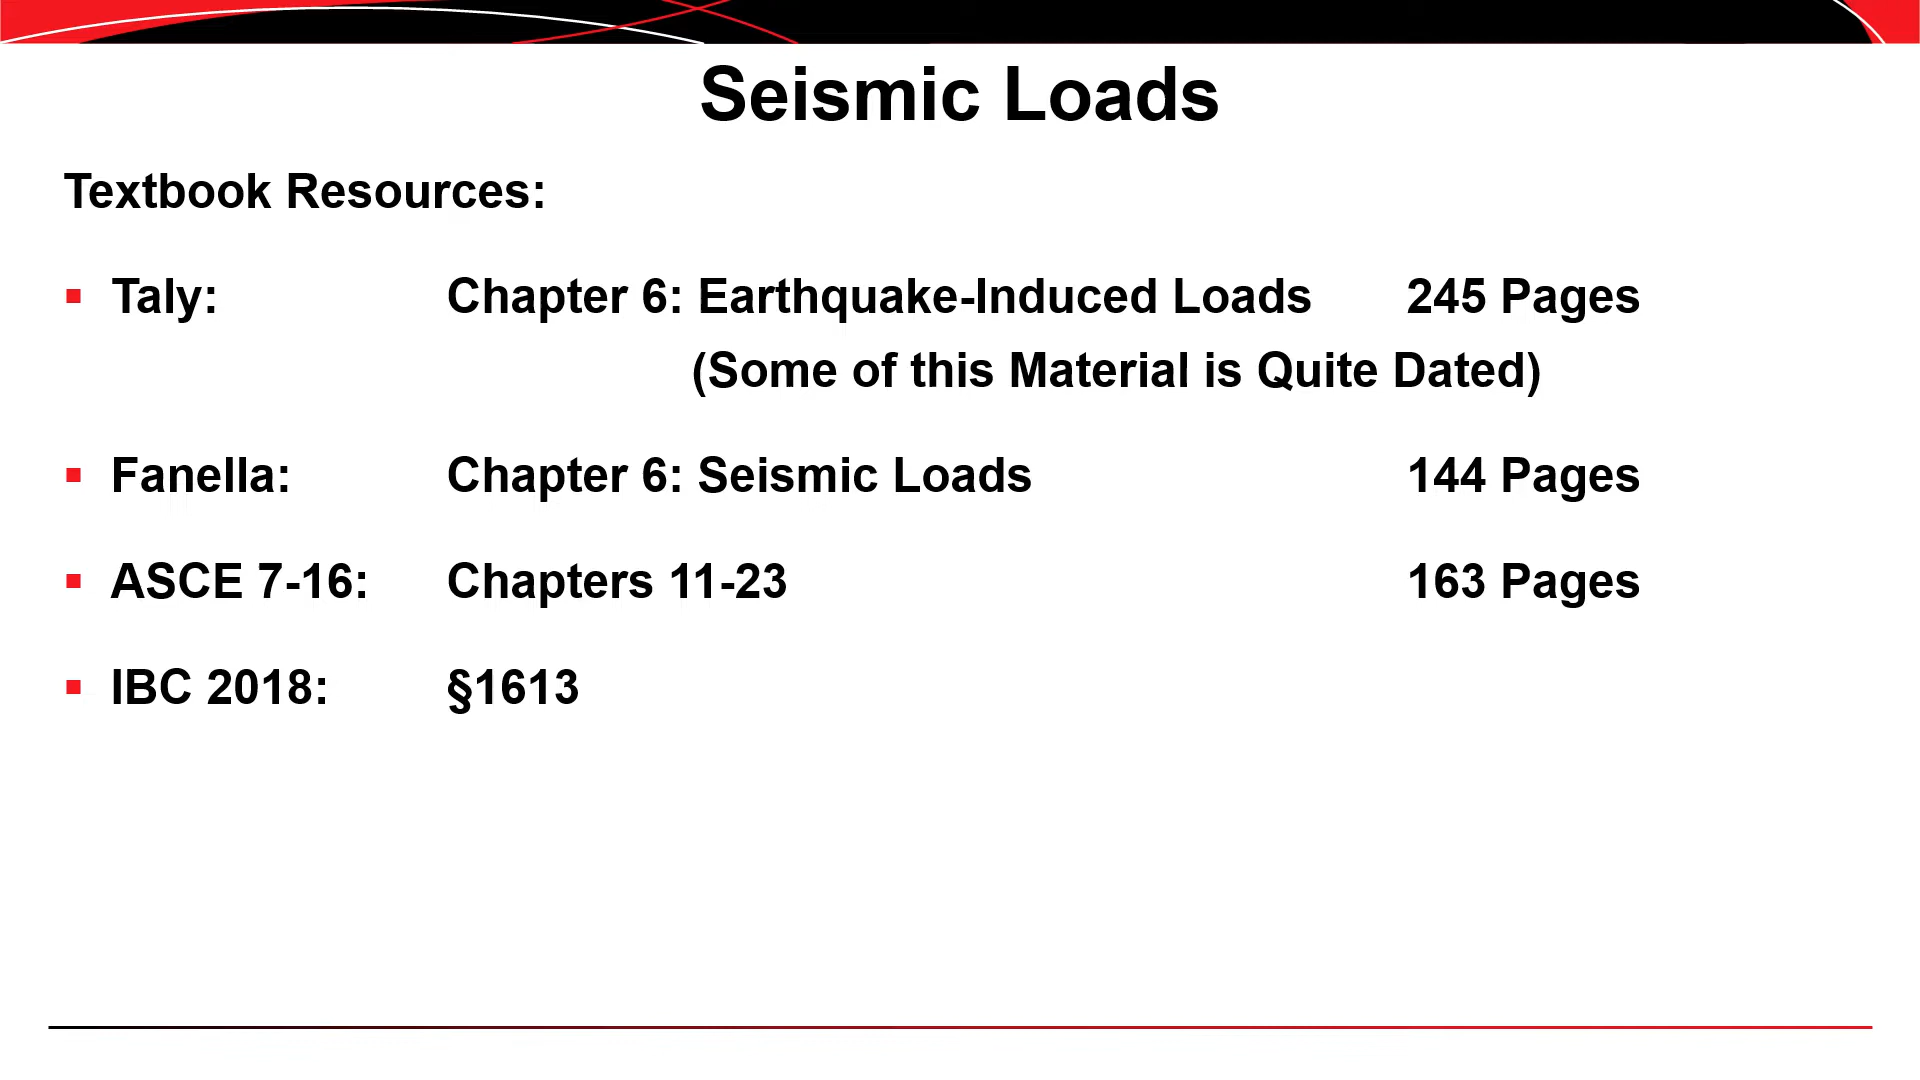 Seismic Loads
Textbook Resources:
▪ Taly: Chapter 6: Earthquake-Induced Loads 245 Pages
(Some of this Material is Quite Dated)
▪ Fanella: Chapter 6: Seismic Loads 144 Pages
▪ ASCE 7-16: Chapters 11-23 163 Pages
▪ IBC 2018: §1613